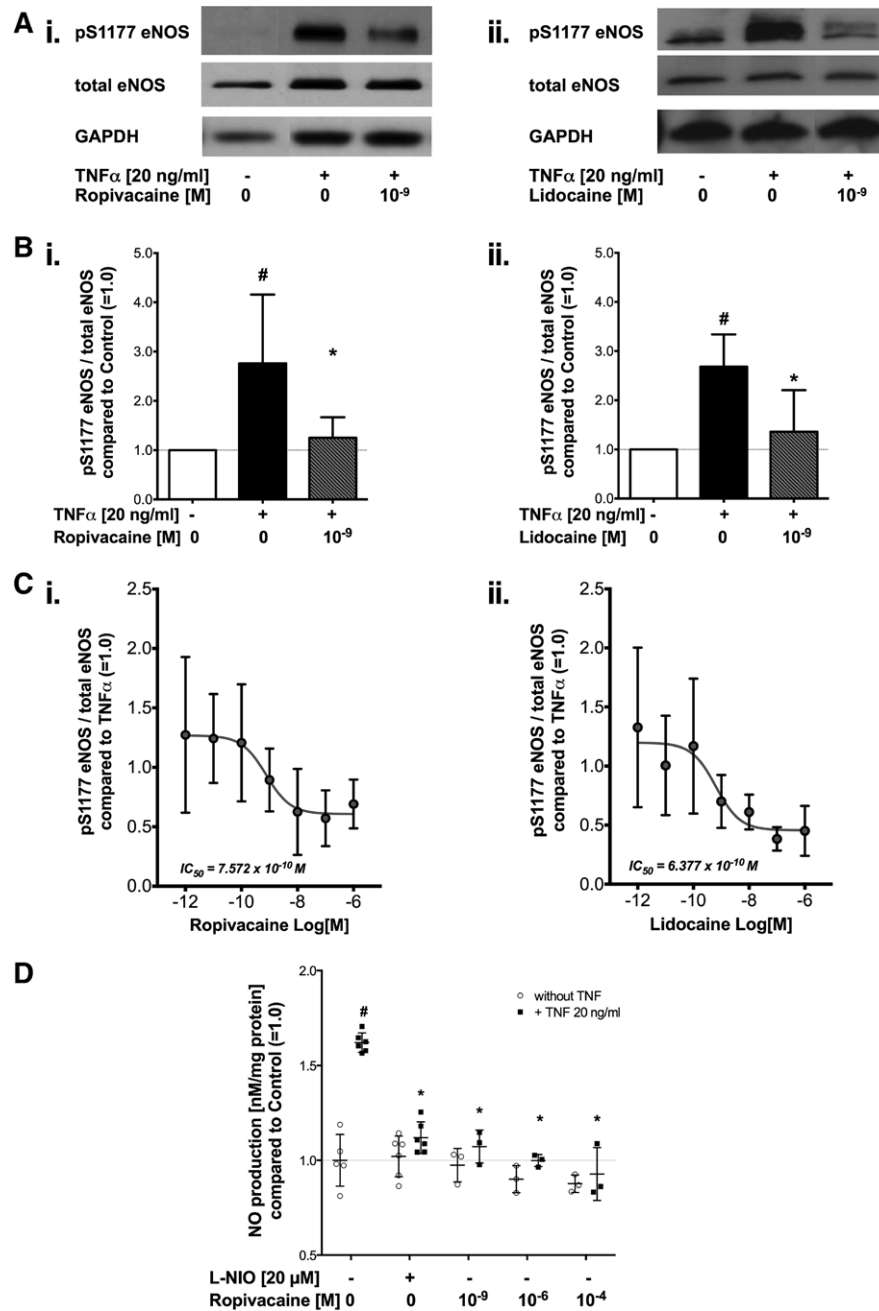 A
i.
pS1177 eNOS
total eNOS
GAPDH
TNFα [20 ng/ml] - + +
Ropivacaine [M] 0 0 10⁻⁹
ii.
pS1177 eNOS
total eNOS
GAPDH
TNFα [20 ng/ml] - + +
Lidocaine [M] 0 0 10⁻⁹
B
i.
pS1177 eNOS / total eNOS
compared to Control (=1.0)
5.0
4.0
3.0
2.0
1.0
0.0
#
*
TNFα [20 ng/ml] - + +
Ropivacaine [M] 0 0 10⁻⁹
ii.
pS1177 eNOS / total eNOS
compared to Control (=1.0)
5.0
4.0
3.0
2.0
1.0
0.0
#
*
TNFα [20 ng/ml] - + +
Lidocaine [M] 0 0 10⁻⁹
C
i.
pS1177 eNOS / total eNOS
compared to TNFα (=1.0)
2.5
2.0
1.5
1.0
0.5
0.0
IC₅₀ = 7.572 x 10⁻¹⁰ M
-12 -10 -8 -6
Ropivacaine Log[M]
ii.
pS1177 eNOS / total eNOS
compared to TNFα (=1.0)
2.5
2.0
1.5
1.0
0.5
0.0
IC₅₀ = 6.377 x 10⁻¹⁰ M
-12 -10 -8 -6
Lidocaine Log[M]
D
NO production [nM/mg protein]
compared to Control (=1.0)
2.0
1.5
1.0
0.5
without TNF
+ TNF 20 ng/ml
#
* * * *
L-NIO [20 µM] - + - - -
Ropivacaine [M] 0 0 10⁻⁹ 10⁻⁶ 10⁻⁴